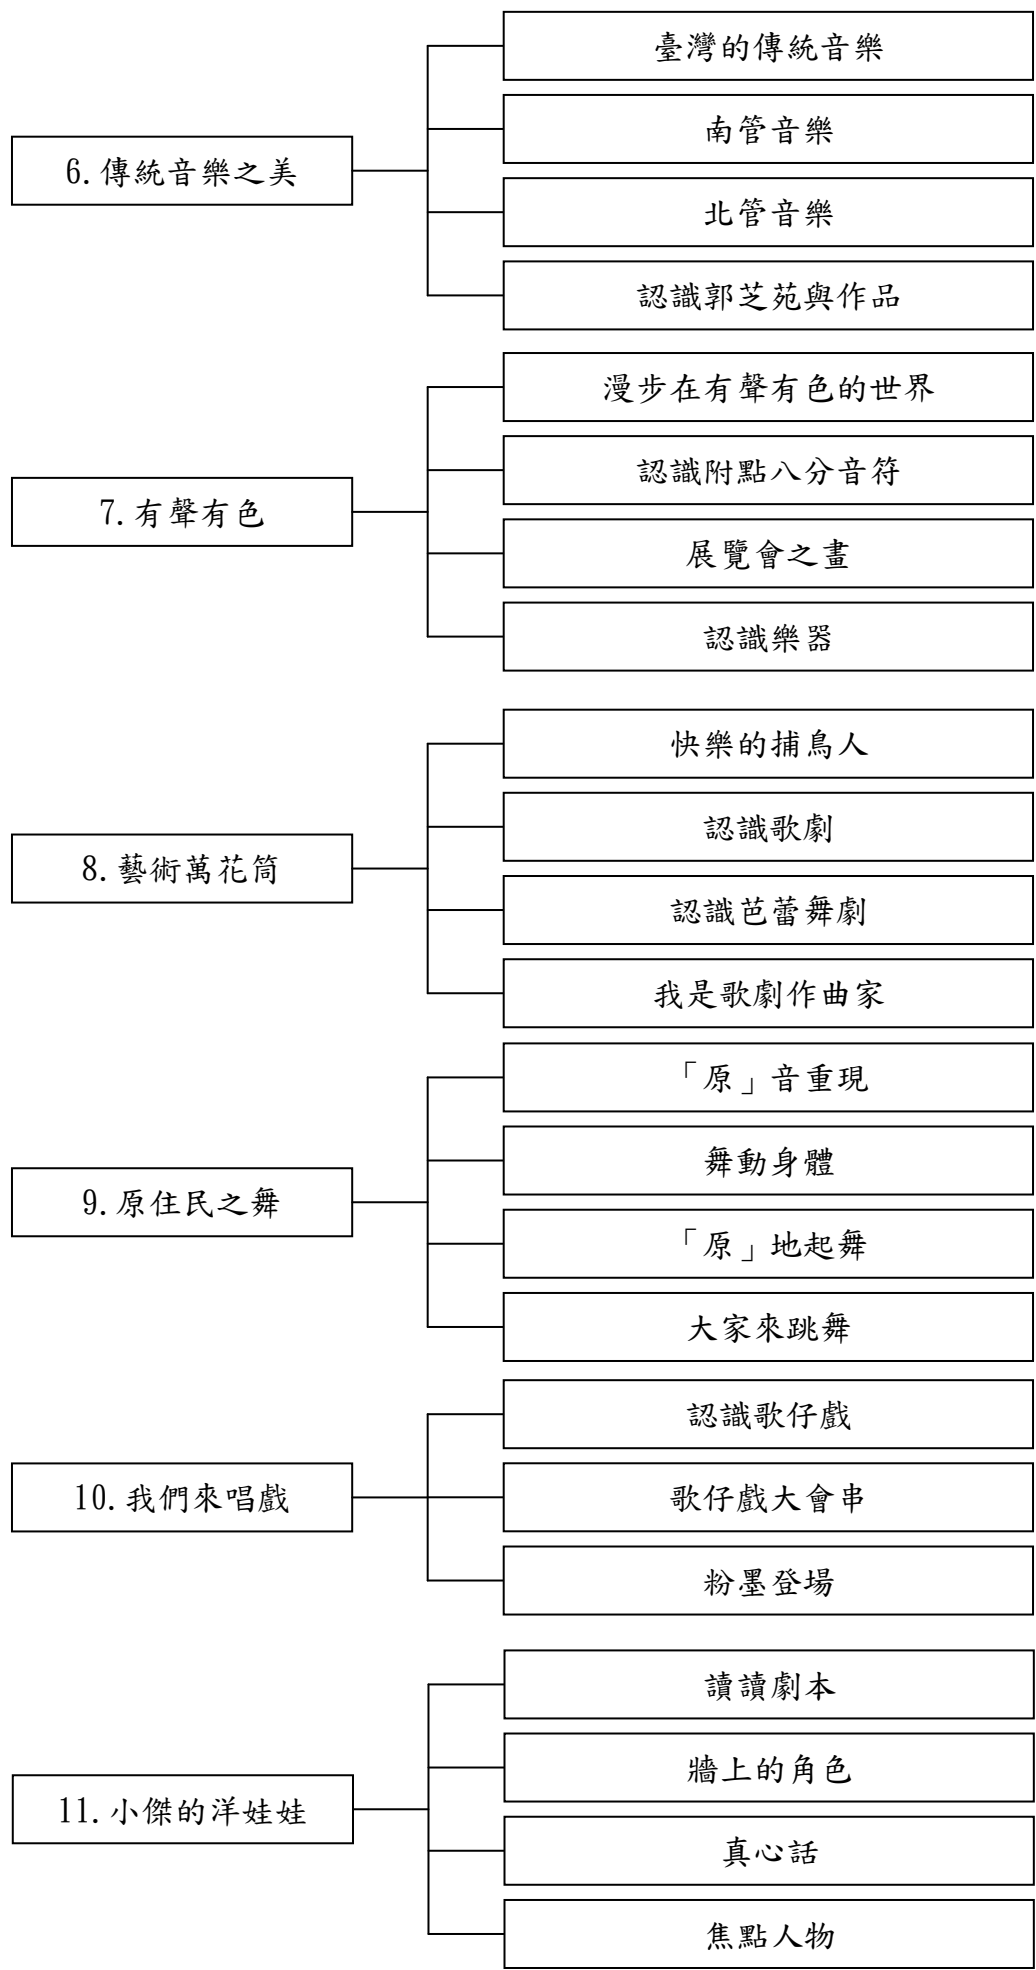 6.傳統音樂之美
臺灣的傳統音樂
南管音樂
北管音樂
認識郭芝苑與作品
7.有聲有色
漫步在有聲有色的世界
認識附點八分音符
展覽會之畫
認識樂器
8.藝術萬花筒
快樂的捕鳥人
認識歌劇
認識芭蕾舞劇
我是歌劇作曲家
9.原住民之舞
「原」音重現
舞動身體
「原」地起舞
大家來跳舞
10.我們來唱戲
認識歌仔戲
歌仔戲大會串
粉墨登場
11.小傑的洋娃娃
讀讀劇本
牆上的角色
真心話
焦點人物